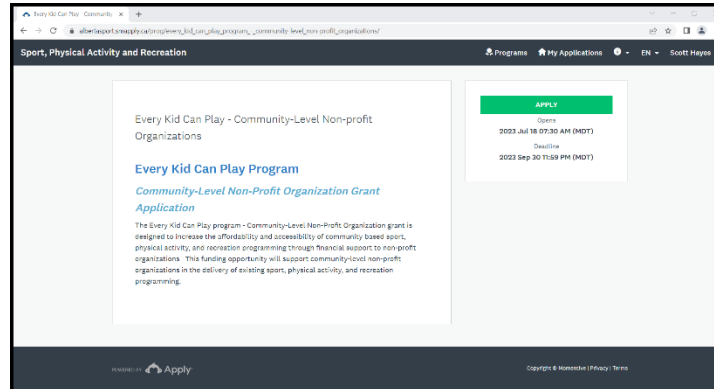 Every Kid Can Play - Community
albertasport.smapply.ca/prog/every_kid_can_play_program_-_community-level_non-profit_organizations/
Sport, Physical Activity and Recreation
Programs My Applications EN Scott Hayes
Every Kid Can Play - Community-Level Non-profit
Organizations
Every Kid Can Play Program
Community-Level Non-Profit Organization Grant
Application
The Every Kid Can Play program - Community-Level Non-Profit Organization grant is
designed to increase the affordability and accessibility of community based sport,
physical activity, and recreation programming through financial support to non-profit
organizations This funding opportunity will support community-level non-profit
organizations in the delivery of existing sport, physical activity, and recreation
programming.
APPLY
Opens
2023 Jul 18 07:30 AM (MDT)
Deadline
2023 Sep 30 11:59 PM (MDT)
POWERED BY Apply
Copyright © Momentive | Privacy | Terms